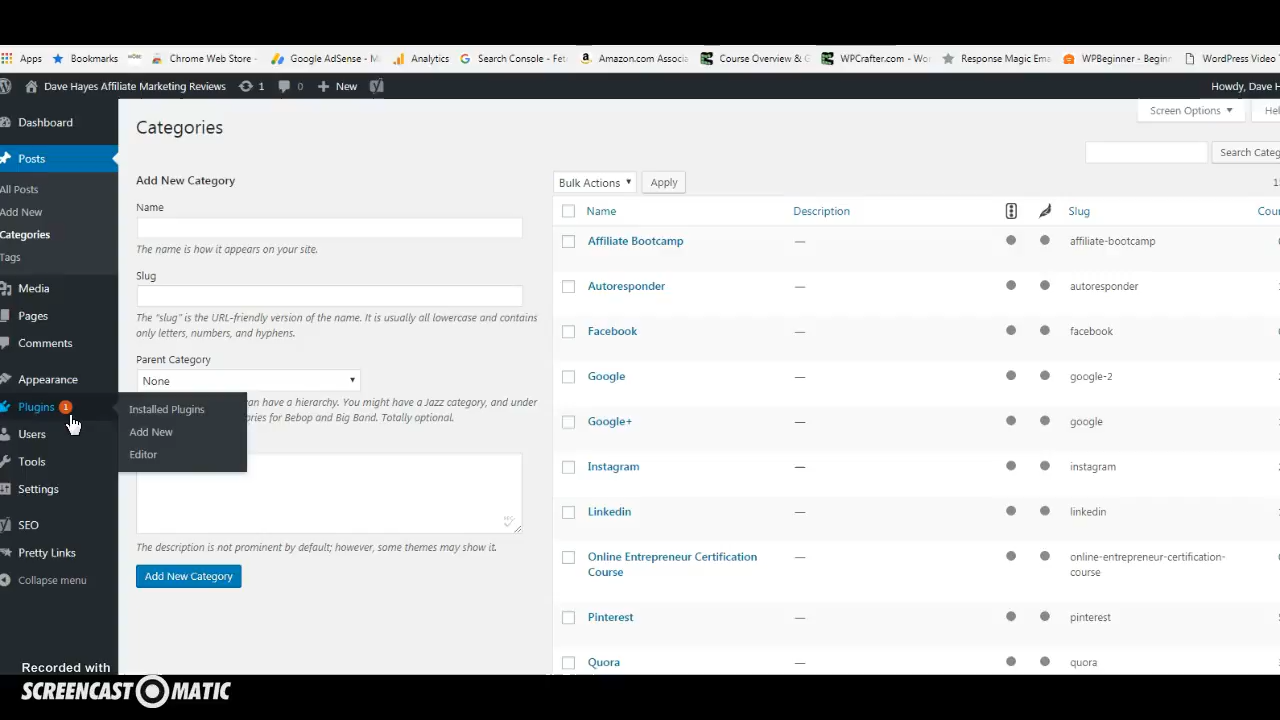 Apps Bookmarks Chrome Web Store - Google AdSense - M Analytics Search Console - Fet Amazon.com Associa Course Overview & G WPCrafter.com - Wo Response Magic Ema WPBeginner - Begin WordPress Video
Dave Hayes Affiliate Marketing Reviews 1 0 + New Howdy, Dave H
Dashboard
Posts
All Posts
Add New
Categories
Tags
Media
Pages
Comments
Appearance
Plugins 1
Users
Tools
Settings
SEO
Pretty Links
Collapse menu
Installed Plugins
Add New
Editor
Screen Options Hel
Categories
Search Categ
Add New Category
Name
The name is how it appears on your site.
Slug
The "slug" is the URL-friendly version of the name. It is usually all lowercase and contains
only letters, numbers, and hyphens.
Parent Category
None
can have a hierarchy. You might have a Jazz category, and under
ories for Bebop and Big Band. Totally optional.
The description is not prominent by default; however, some themes may show it.
Add New Category
Bulk Actions Apply
Name Description Slug Cou
Affiliate Bootcamp — affiliate-bootcamp
Autoresponder — autoresponder
Facebook — facebook
Google — google-2
Google+ — google
Instagram — instagram
Linkedin — linkedin
Online Entrepreneur Certification — online-entrepreneur-certification-
Course course
Pinterest — pinterest
Quora — quora
Recorded with
SCREENCAST-O-MATIC